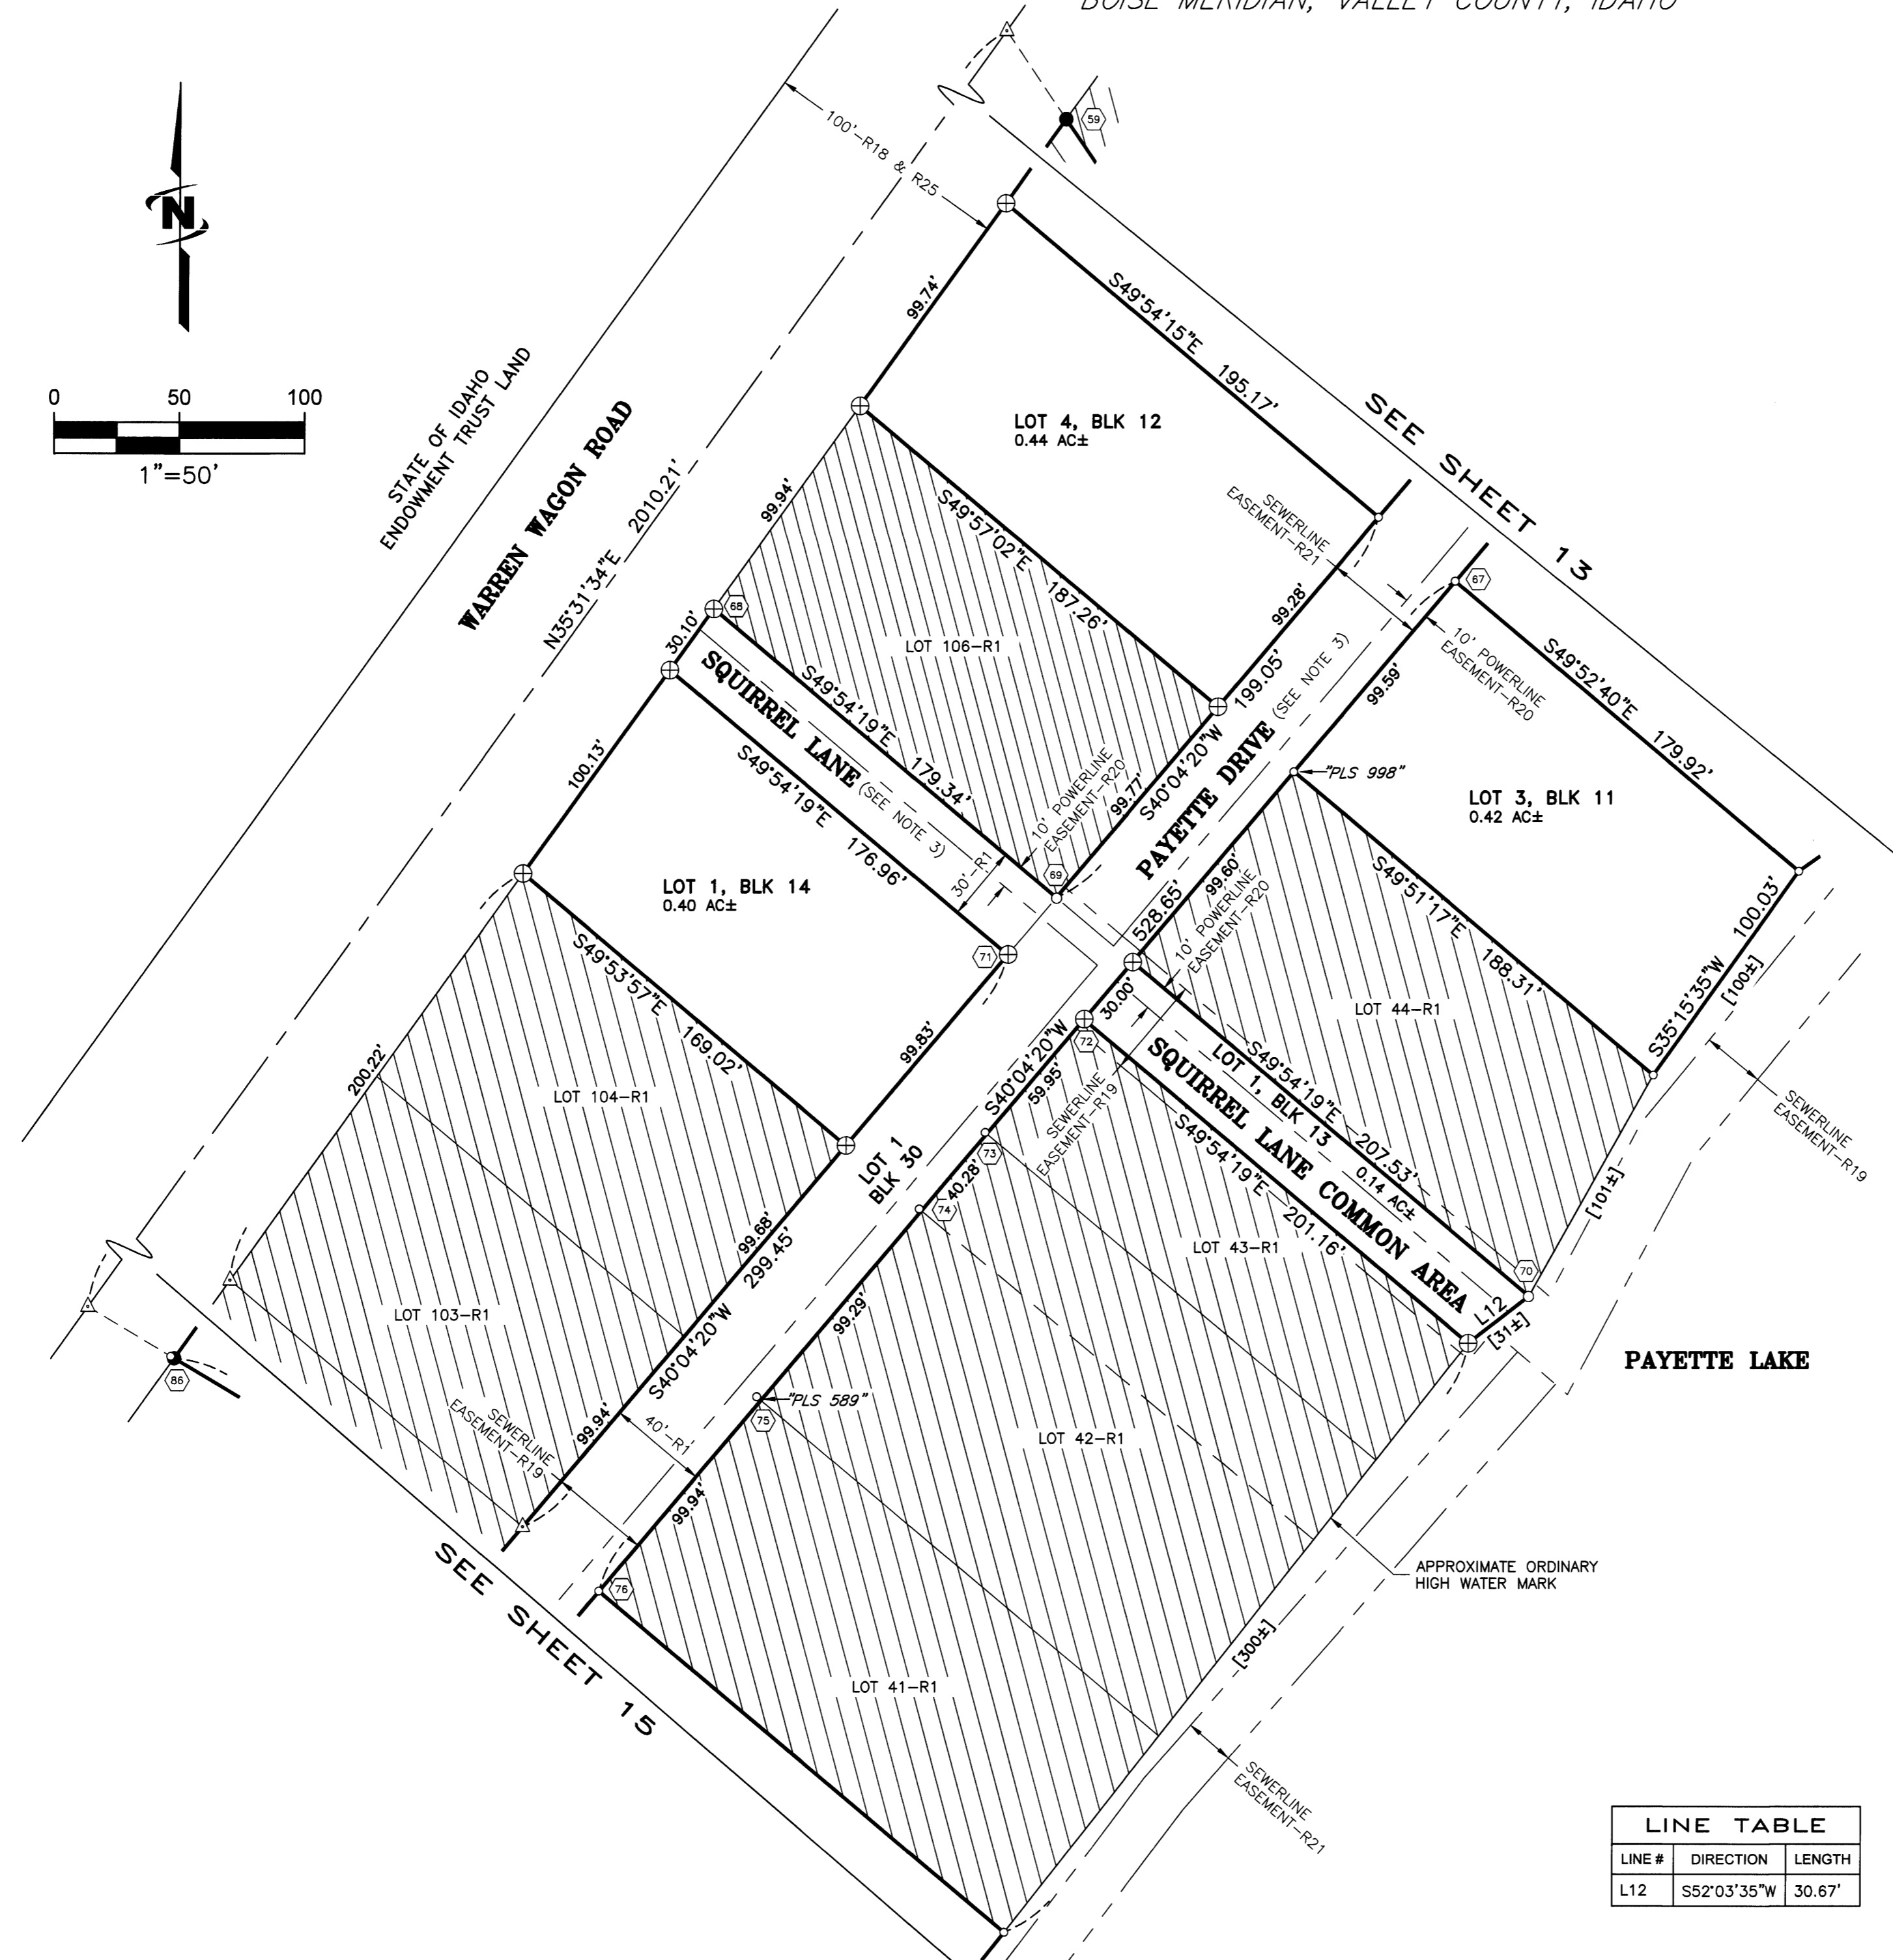 BOISE MERIDIAN, VALLEY COUNTY, IDAHO
N
0 50 100
1"=50'
STATE OF IDAHO
ENDOWMENT TRUST LAND
WARREN WAGON ROAD
N35°31'34"E 2010.21'
100'-R18 & R25
59
99.74'
S49°54'15"E 195.17'
LOT 4, BLK 12
0.44 AC±
SEE SHEET 13
SEWERLINE
EASEMENT-R21
99.94'
S49°57'02"E 187.26'
99.28'
67
10' POWERLINE
EASEMENT-R20
S49°52'40"E 179.92'
68
30.10'
LOT 106-R1
199.05'
S40°04'20"W
99.77'
PAYETTE DRIVE (SEE NOTE 3)
99.59'
"PLS 998"
LOT 3, BLK 11
0.42 AC±
SQUIRREL LANE (SEE NOTE 3)
S49°54'19"E 179.34'
10' POWERLINE
EASEMENT-R20
30'-R1
69
100.13'
S49°54'19"E 176.96'
LOT 1, BLK 14
0.40 AC±
71
528.65'
99.60'
10' POWERLINE
EASEMENT-R20
S49°51'17"E 188.31'
LOT 44-R1
S35°15'35"W 100.03'
[100±]
SEWERLINE
EASEMENT-R19
S49°53'57"E 169.02'
99.83'
30.00'
72
S40°04'20"W
59.95'
SEWERLINE
EASEMENT-R19
SQUIRREL LANE COMMON AREA
LOT 1, BLK 13 0.14 AC±
S49°54'19"E 207.53'
S49°54'19"E 201.16'
[101±]
200.22'
LOT 104-R1
LOT 1
BLK 30
73
40.28'
74
LOT 43-R1
70
L12
[31±]
PAYETTE LAKE
99.68'
299.45'
S40°04'20"W
LOT 103-R1
86
99.29'
"PLS 589"
75
LOT 42-R1
SEWERLINE
EASEMENT-R19
99.94'
40'-R1
99.94'
76
APPROXIMATE ORDINARY
HIGH WATER MARK
SEE SHEET 15
LOT 41-R1
[300±]
SEWERLINE
EASEMENT-R21
LINE TABLE
LINE # DIRECTION LENGTH
L12 S52°03'35"W 30.67'